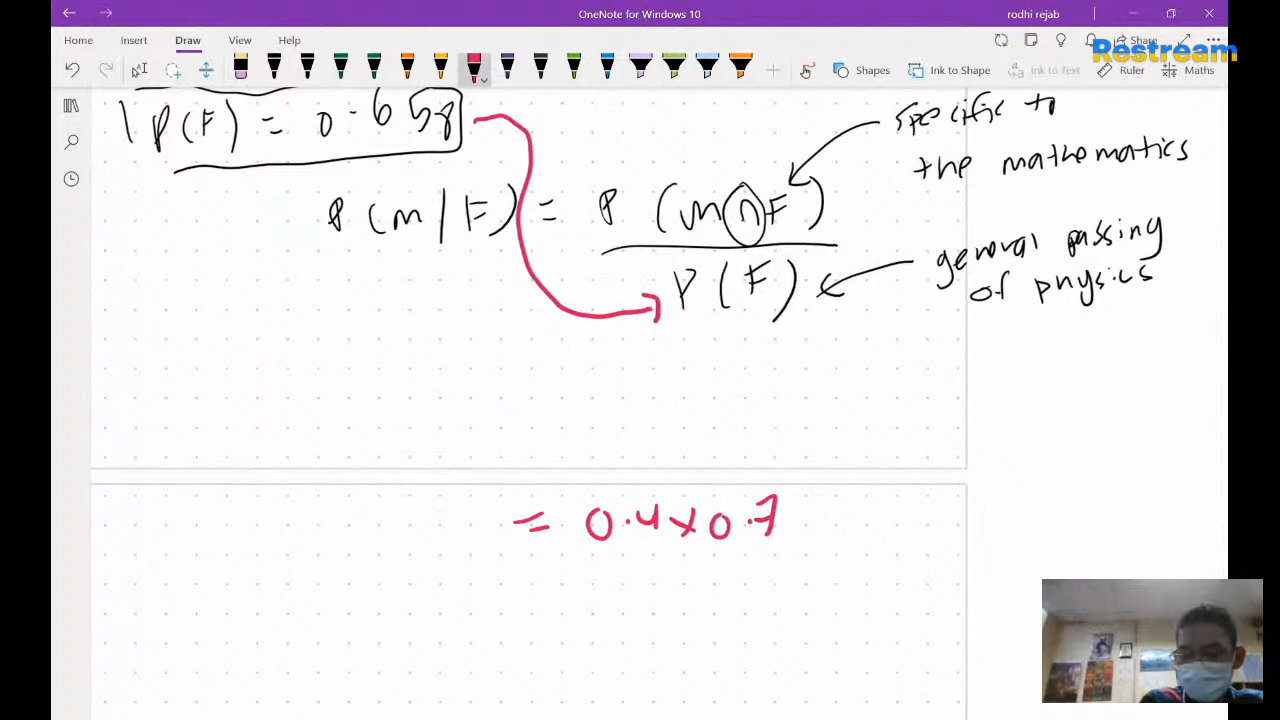 OneNote for Windows 10
rodhi rejab
Home Insert Draw View Help
Share
Restream
Shapes Ink to Shape Ink to Text Ruler Maths
P(F) = 0.658
specific to
the mathematics
P(m|F) = P(m∩F)
P(F)
general passing
of physics
= 0.4 x 0.7